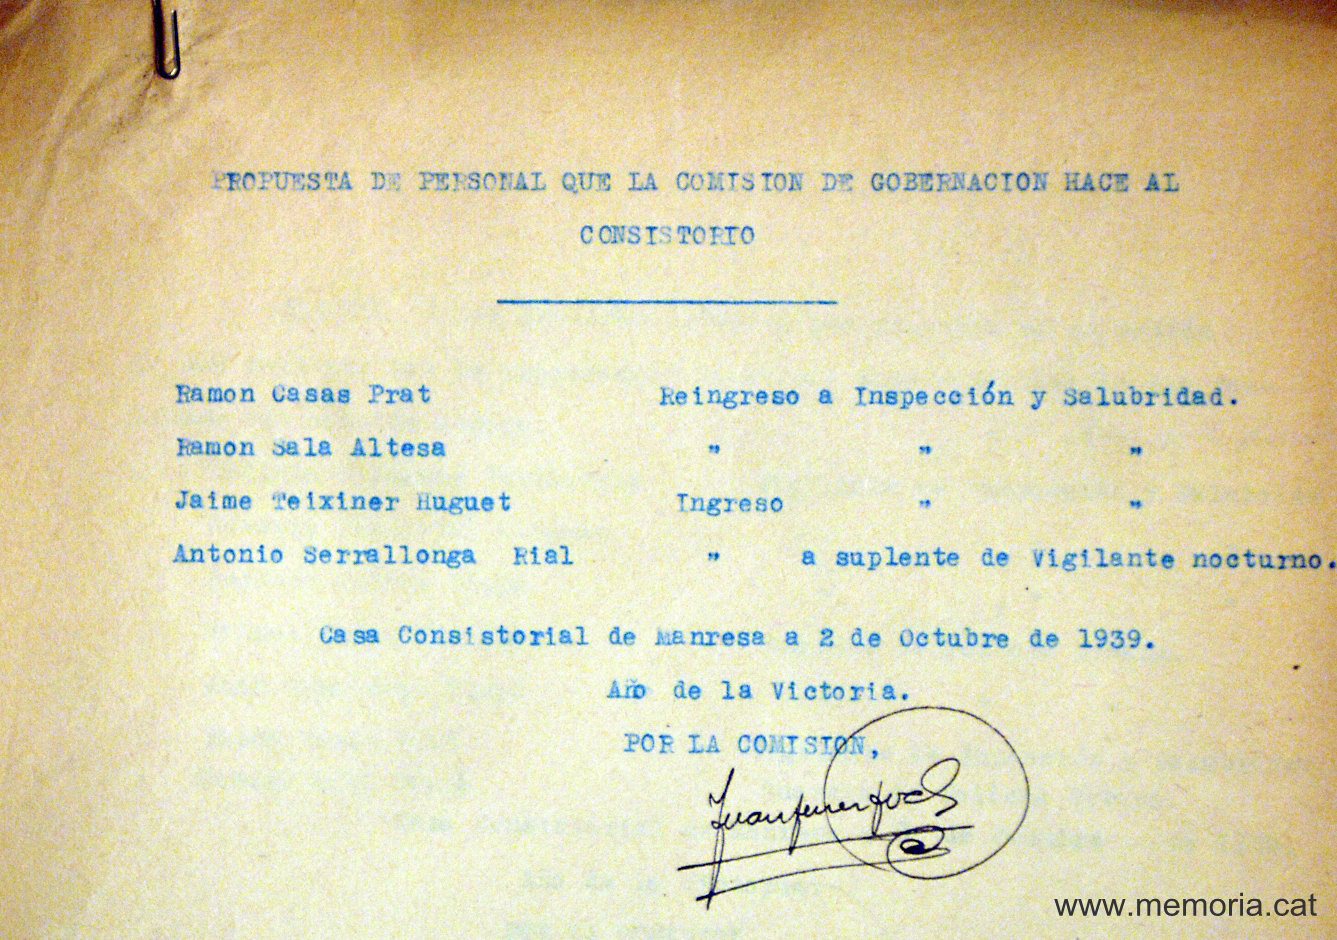 PROPUESTA DE PERSONAL QUE LA COMISION DE GOBERNACION HACE AL
CONSISTORIO
Ramon Casas Prat Reingreso a Inspección y Salubridad.
Ramon Sala Altesa " " "
Jaime Teixiner Huguet Ingreso " "
Antonio Serrallonga Rial " a suplente de Vigilante nocturno.
Casa Consistorial de Manresa a 2 de Octubre de 1939.
Año de la Victoria.
POR LA COMISION,
www.memoria.cat